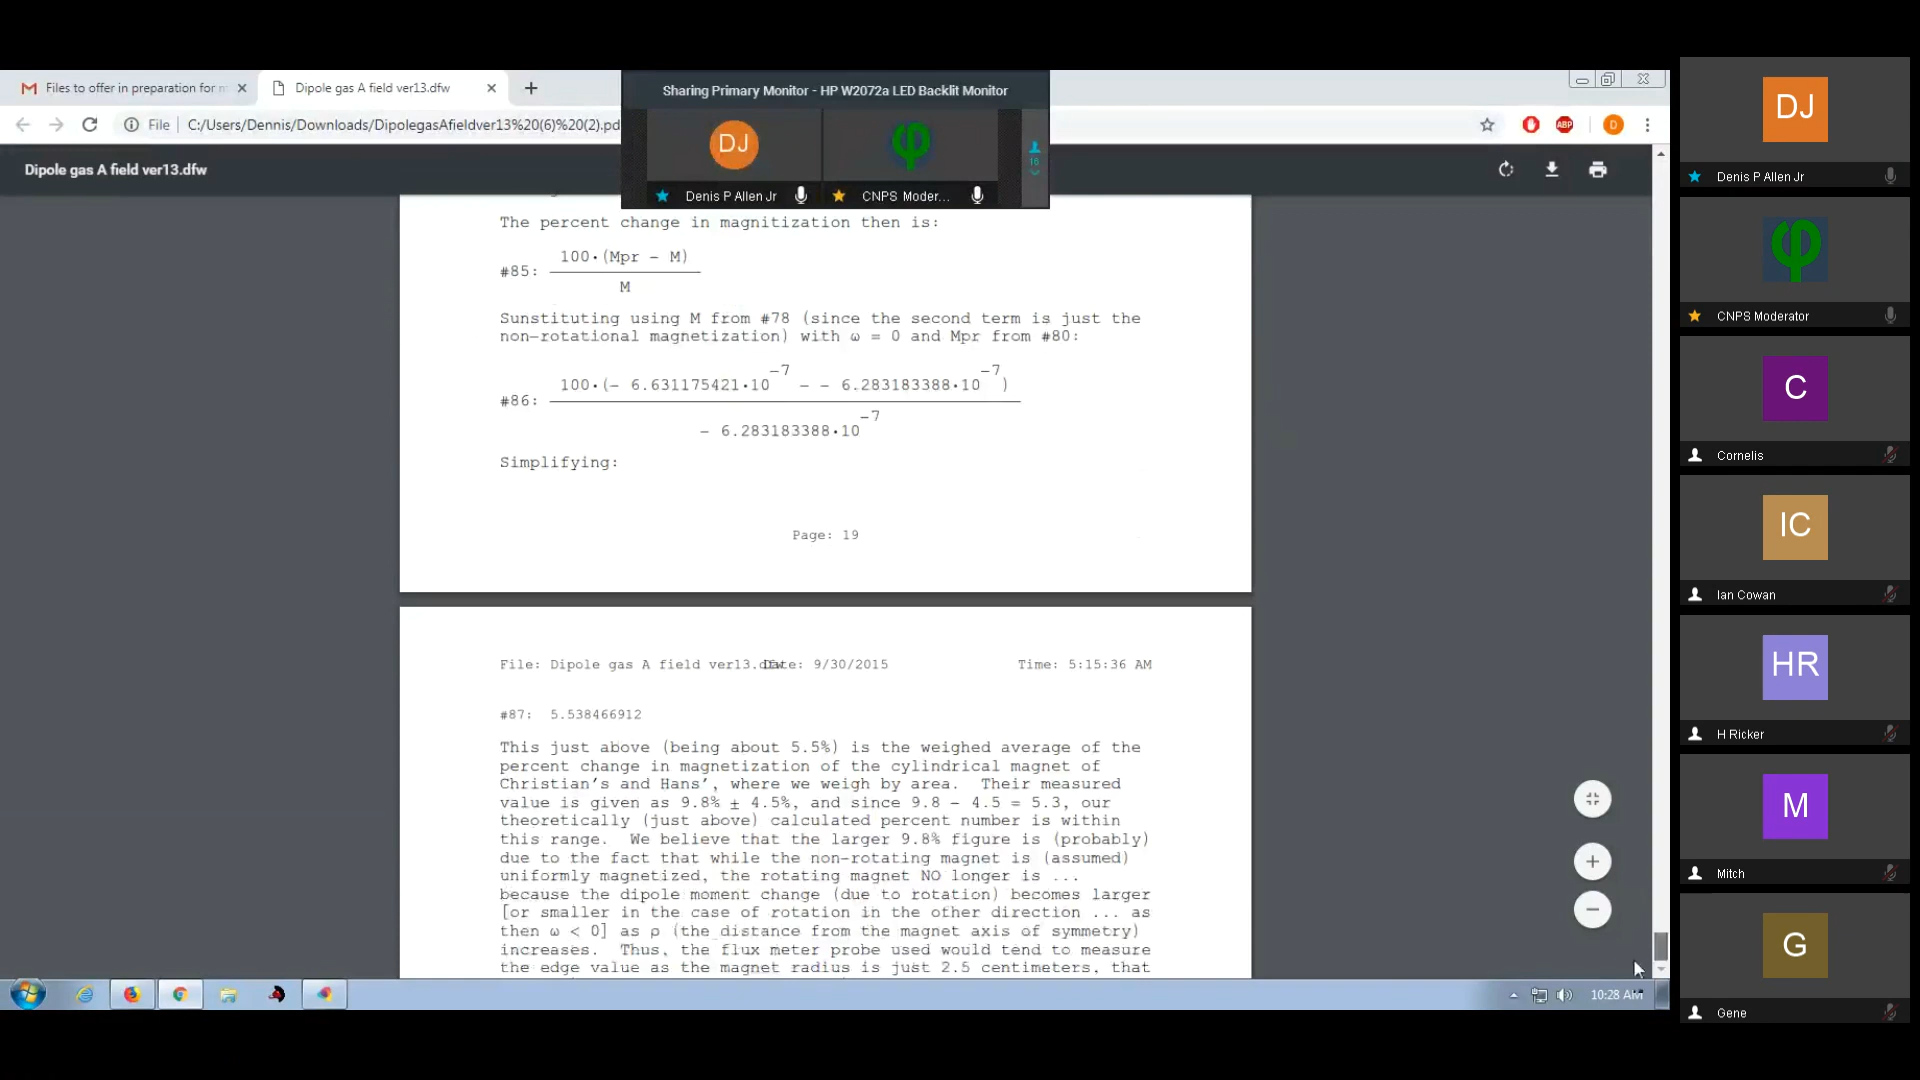 Files to offer in preparation for m
Dipole gas A field ver13.dfw
Sharing Primary Monitor - HP W2072a LED Backlit Monitor
File
C:/Users/Dennis/Downloads/DipolegasAfieldver13%20(6)%20(2).pd
ABP
D
Dipole gas A field ver13.dfw
DJ
Denis P Allen Jr
CNPS Moder...
16
The percent change in magnitization then is:
#85: 100·(Mpr - M)
M
Sunstituting using M from #78 (since the second term is just the
non-rotational magnetization) with ω = 0 and Mpr from #80:
-7 -7
100·(- 6.631175421·10 - - 6.283183388·10 )
#86:
-7
- 6.283183388·10
Simplifying:
Page: 19
File: Dipole gas A field ver13.dfw Date: 9/30/2015 Time: 5:15:36 AM
#87: 5.538466912
This just above (being about 5.5%) is the weighed average of the
percent change in magnetization of the cylindrical magnet of
Christian's and Hans', where we weigh by area. Their measured
value is given as 9.8% ± 4.5%, and since 9.8 - 4.5 = 5.3, our
theoretically (just above) calculated percent number is within
this range. We believe that the larger 9.8% figure is (probably)
due to the fact that while the non-rotating magnet is (assumed)
uniformly magnetized, the rotating magnet NO longer is ...
because the dipole moment change (due to rotation) becomes larger
[or smaller in the case of rotation in the other direction ... as
then ω < 0] as ρ (the distance from the magnet axis of symmetry)
increases. Thus, the flux meter probe used would tend to measure
the edge value as the magnet radius is just 2.5 centimeters, that
10:28 AM
DJ
Denis P Allen Jr
CNPS Moderator
C
Cornelis
IC
Ian Cowan
HR
H Ricker
M
Mitch
G
Gene